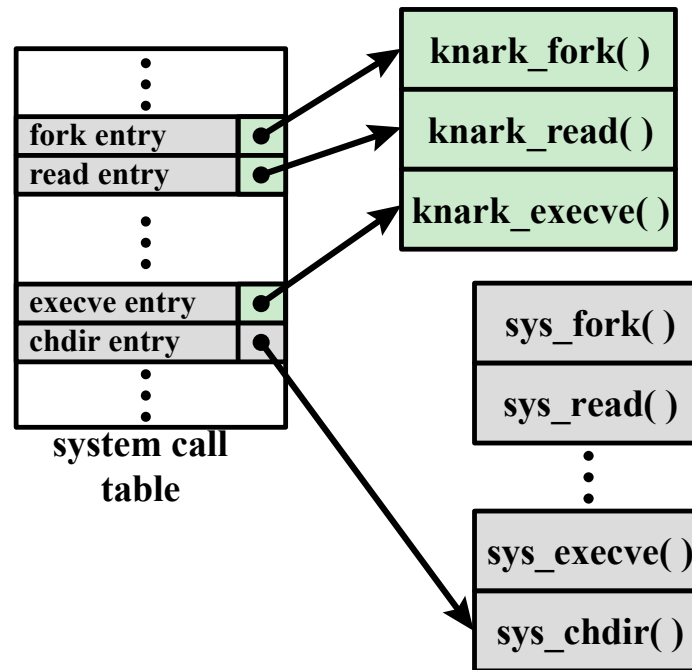 fork entry
read entry
execve entry
chdir entry
system call
table
knark_fork( )
knark_read( )
knark_execve( )
sys_fork( )
sys_read( )
sys_execve( )
sys_chdir( )